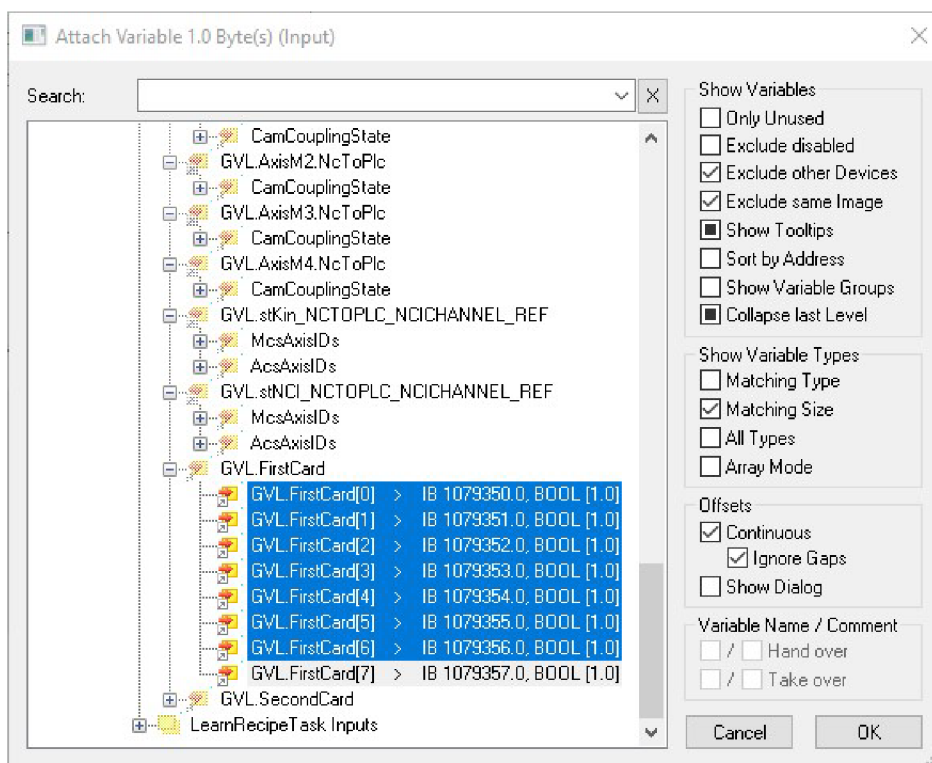 Attach Variable 1.0 Byte(s) (Input)
Search:
CamCouplingState
GVL.AxisM2.NcToPlc
CamCouplingState
GVL.AxisM3.NcToPlc
CamCouplingState
GVL.AxisM4.NcToPlc
CamCouplingState
GVL.stKin_NCTOPLC_NCICHANNEL_REF
McsAxisIDs
AcsAxisIDs
GVL.stNCI_NCTOPLC_NCICHANNEL_REF
McsAxisIDs
AcsAxisIDs
GVL.FirstCard
GVL.FirstCard[0] > IB 1079350.0, BOOL [1.0]
GVL.FirstCard[1] > IB 1079351.0, BOOL [1.0]
GVL.FirstCard[2] > IB 1079352.0, BOOL [1.0]
GVL.FirstCard[3] > IB 1079353.0, BOOL [1.0]
GVL.FirstCard[4] > IB 1079354.0, BOOL [1.0]
GVL.FirstCard[5] > IB 1079355.0, BOOL [1.0]
GVL.FirstCard[6] > IB 1079356.0, BOOL [1.0]
GVL.FirstCard[7] > IB 1079357.0, BOOL [1.0]
GVL.SecondCard
LearnRecipeTask Inputs
Show Variables
Only Unused
Exclude disabled
Exclude other Devices
Exclude same Image
Show Tooltips
Sort by Address
Show Variable Groups
Collapse last Level
Show Variable Types
Matching Type
Matching Size
All Types
Array Mode
Offsets
Continuous
Ignore Gaps
Show Dialog
Variable Name / Comment
/ Hand over
/ Take over
Cancel
OK